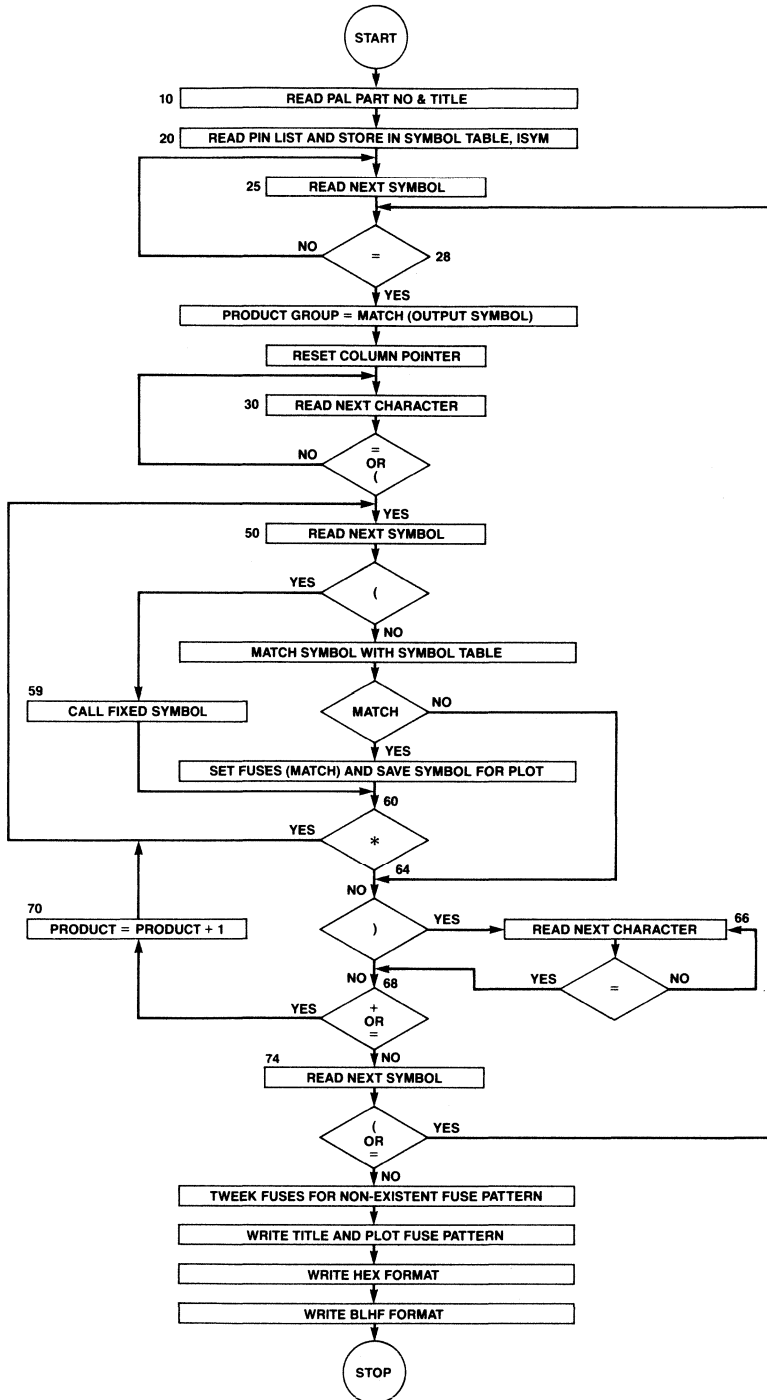 START
10 READ PAL PART NO & TITLE
20 READ PIN LIST AND STORE IN SYMBOL TABLE, ISYM
25 READ NEXT SYMBOL
NO = 28
YES
PRODUCT GROUP = MATCH (OUTPUT SYMBOL)
RESET COLUMN POINTER
30 READ NEXT CHARACTER
=
NO OR
(
YES
50 READ NEXT SYMBOL
YES (
NO
MATCH SYMBOL WITH SYMBOL TABLE
59
CALL FIXED SYMBOL
MATCH NO
YES
SET FUSES (MATCH) AND SAVE SYMBOL FOR PLOT
60
YES *
64
NO
70
PRODUCT = PRODUCT + 1
) YES
READ NEXT CHARACTER 66
YES = NO
NO 68
+
YES OR
=
NO
74
READ NEXT SYMBOL
(
OR YES
=
NO
TWEEK FUSES FOR NON-EXISTENT FUSE PATTERN
WRITE TITLE AND PLOT FUSE PATTERN
WRITE HEX FORMAT
WRITE BLHF FORMAT
STOP